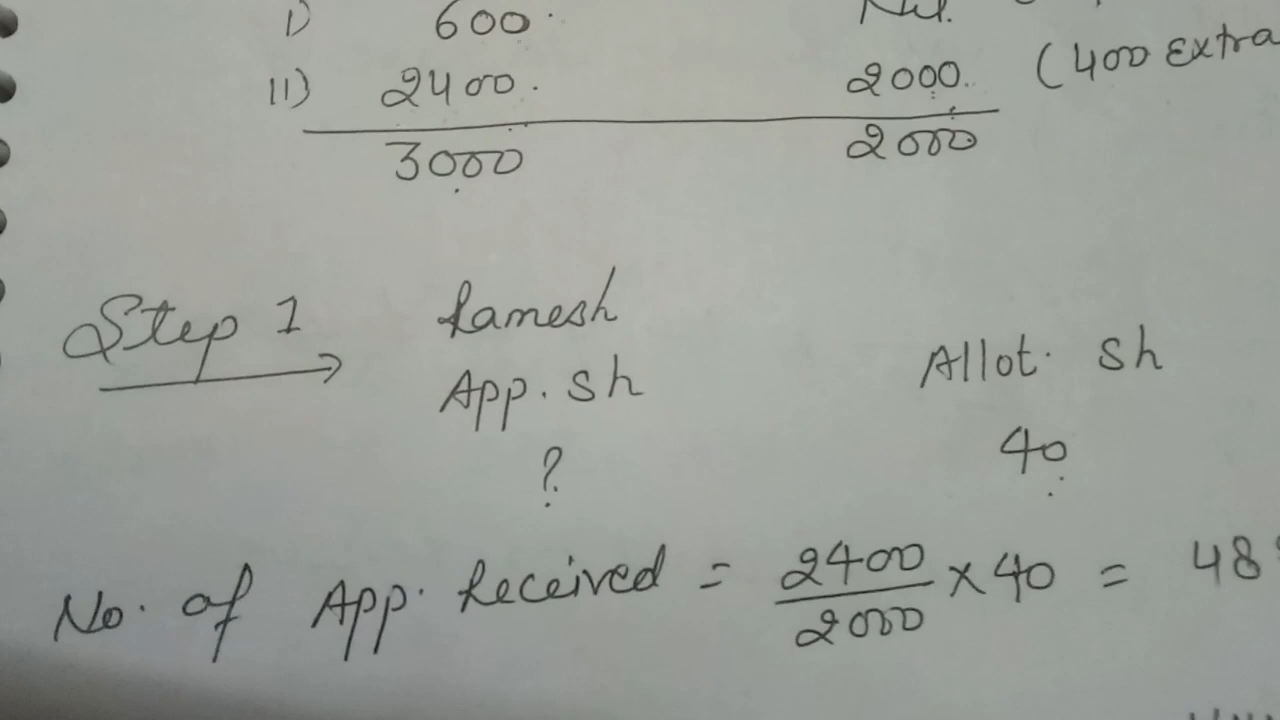 I) 600. Nil.
II) 2400. 2000. (400 Extra
3000 2000
Step 1 Ramesh
App. Sh Allot. Sh
? 40
No. of App. Received = 2400/2000 × 40 = 48